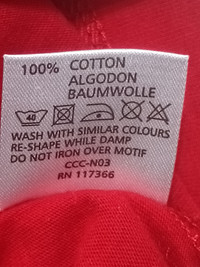 100% COTTON
ALGODON
BAUMWOLLE
40
WASH WITH SIMILAR COLOURS
RE-SHAPE WHILE DAMP
DO NOT IRON OVER MOTIF
CCC-N03
RN 117366